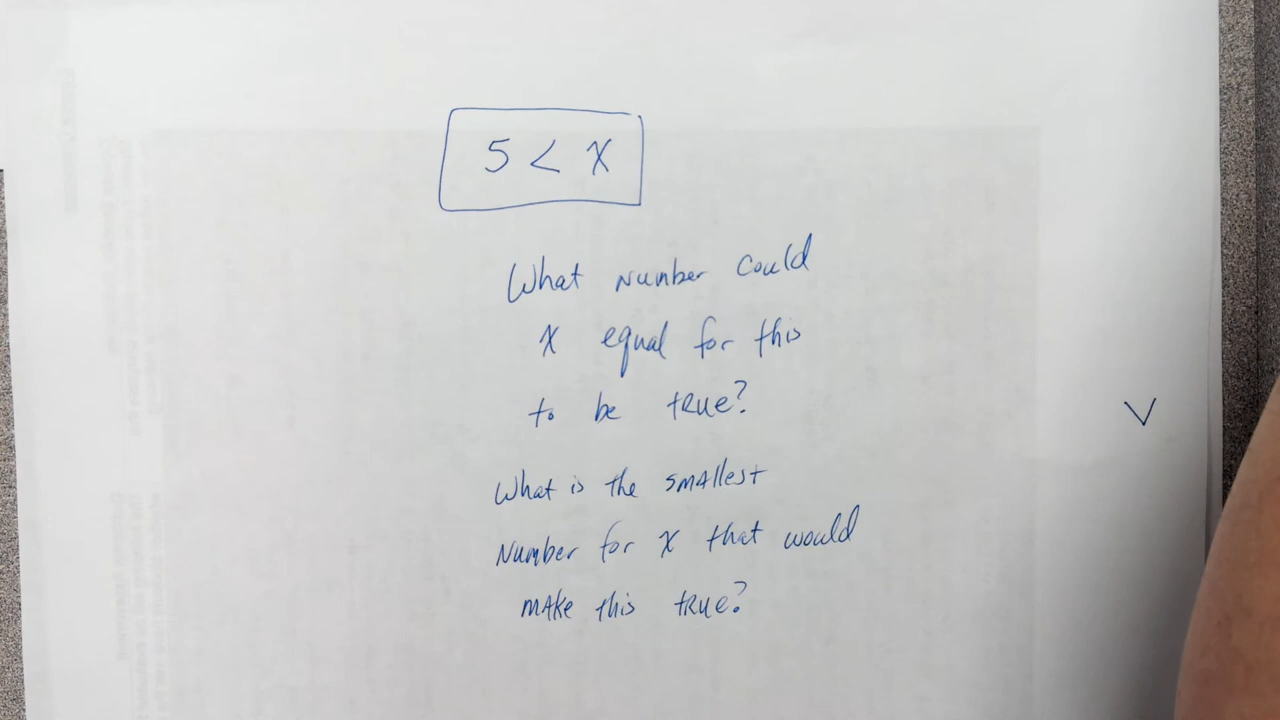 5 < x
What number could
x equal for this
to be true?
What is the smallest
number for x that would
make this true?